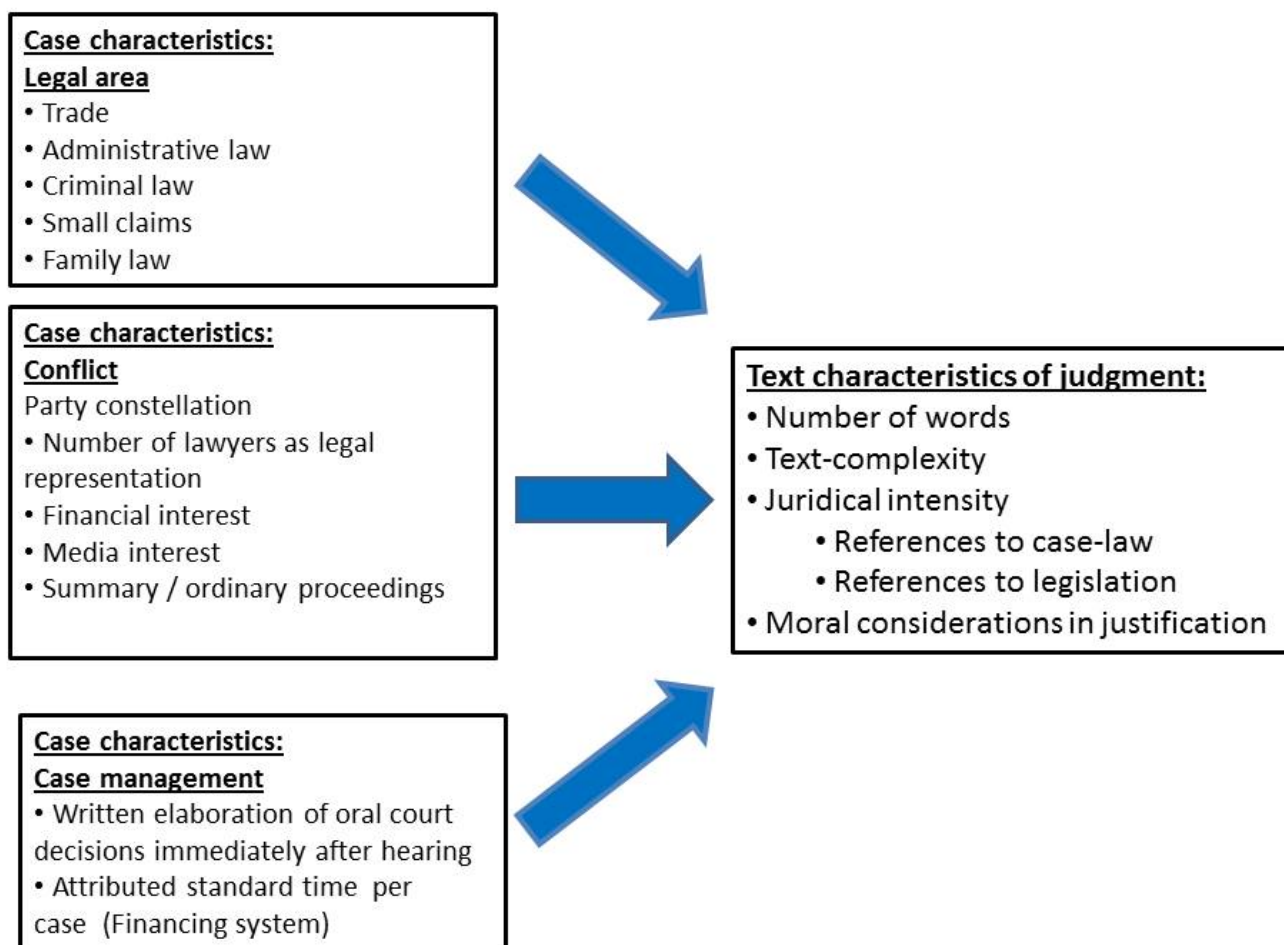 Case characteristics:
Legal area
• Trade
• Administrative law
• Criminal law
• Small claims
• Family law
Case characteristics:
Conflict
Party constellation
• Number of lawyers as legal
representation
• Financial interest
• Media interest
• Summary / ordinary proceedings
Case characteristics:
Case management
• Written elaboration of oral court
decisions immediately after hearing
• Attributed standard time per
case (Financing system)
Text characteristics of judgment:
• Number of words
• Text-complexity
• Juridical intensity
• References to case-law
• References to legislation
• Moral considerations in justification